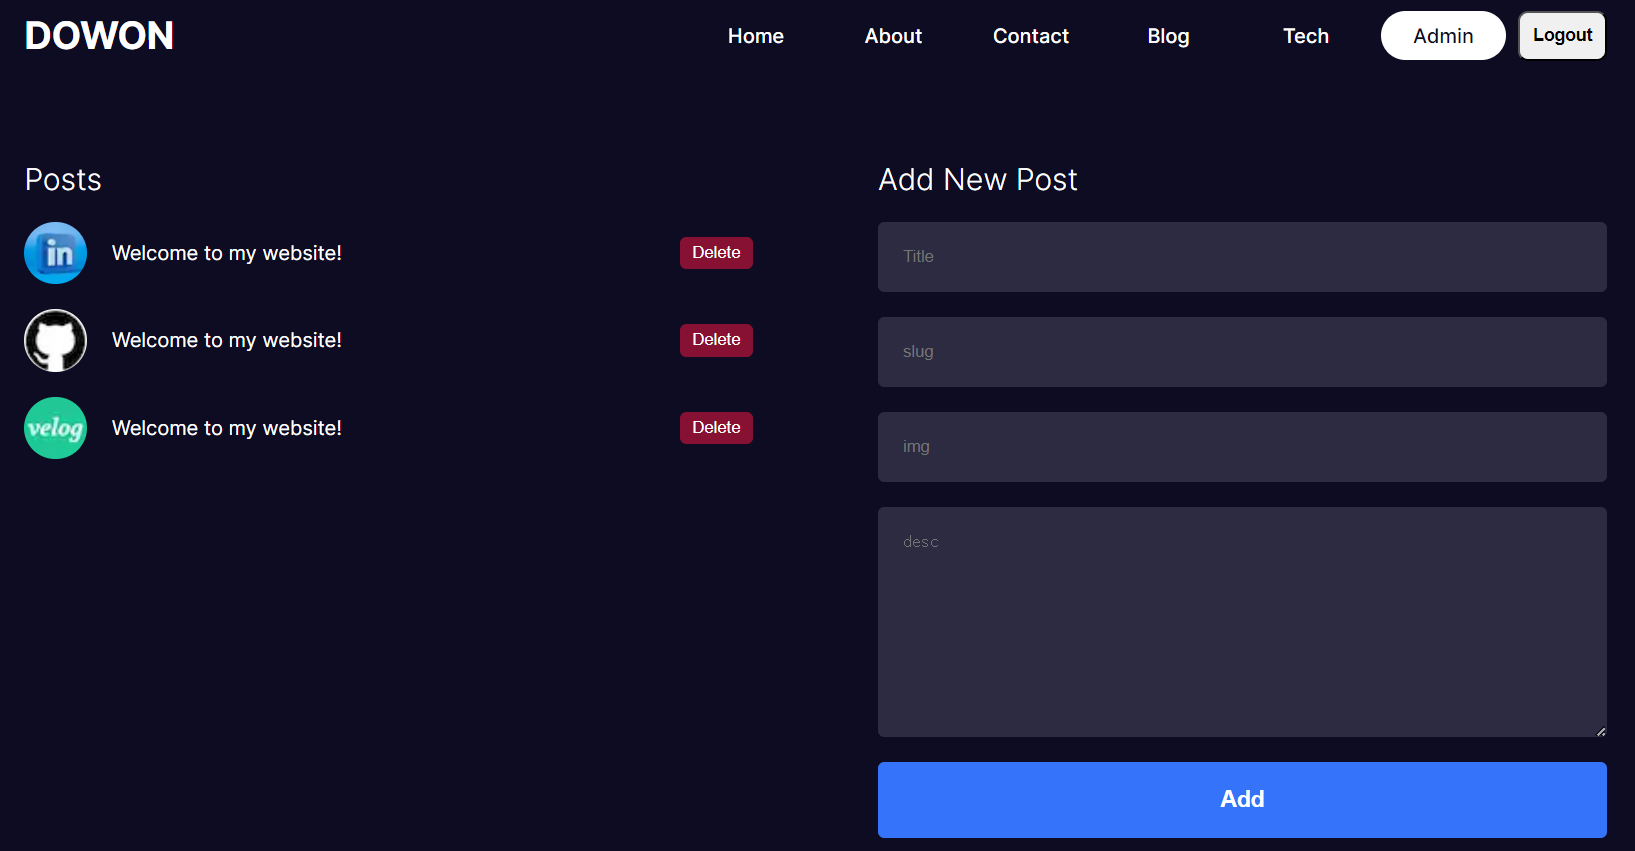 DOWON
Home About Contact Blog Tech Admin Logout
Posts
in
Welcome to my website!
Delete
Welcome to my website!
Delete
velog
Welcome to my website!
Delete
Add New Post
Title
slug
img
desc
Add